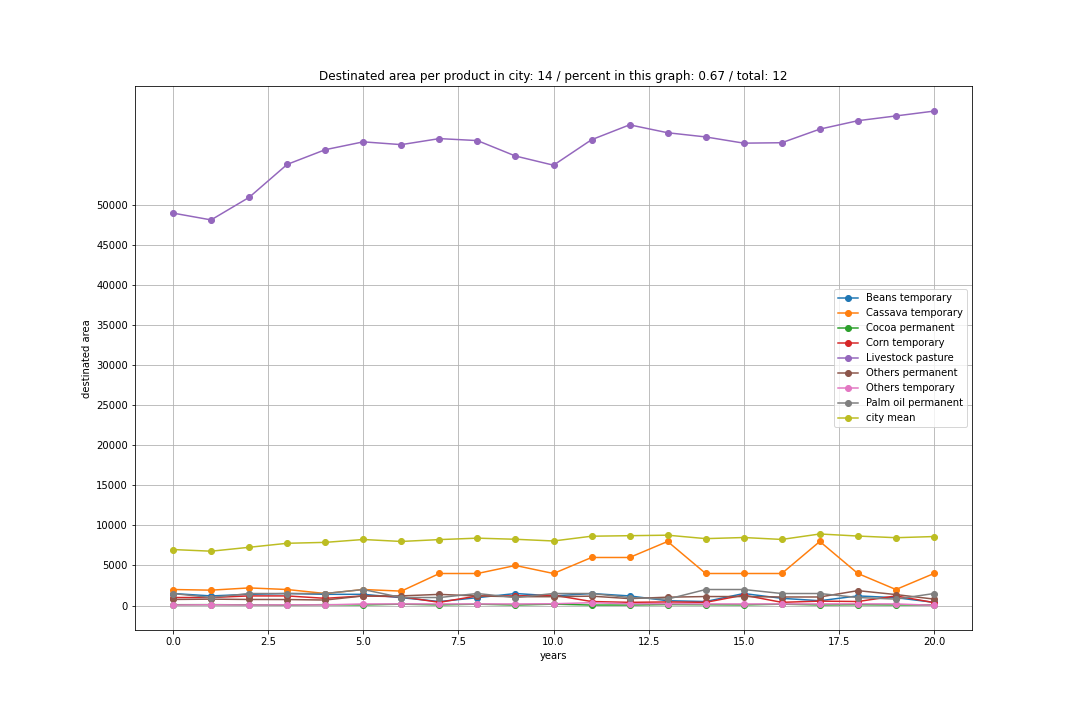 Destinated area per product in city: 14 / percent in this graph: 0.67 / total: 12
destinated area
50000
45000
40000
35000
30000
25000
20000
15000
10000
5000
0
Beans temporary
Cassava temporary
Cocoa permanent
Corn temporary
Livestock pasture
Others permanent
Others temporary
Palm oil permanent
city mean
0.0 2.5 5.0 7.5 10.0 12.5 15.0 17.5 20.0
years